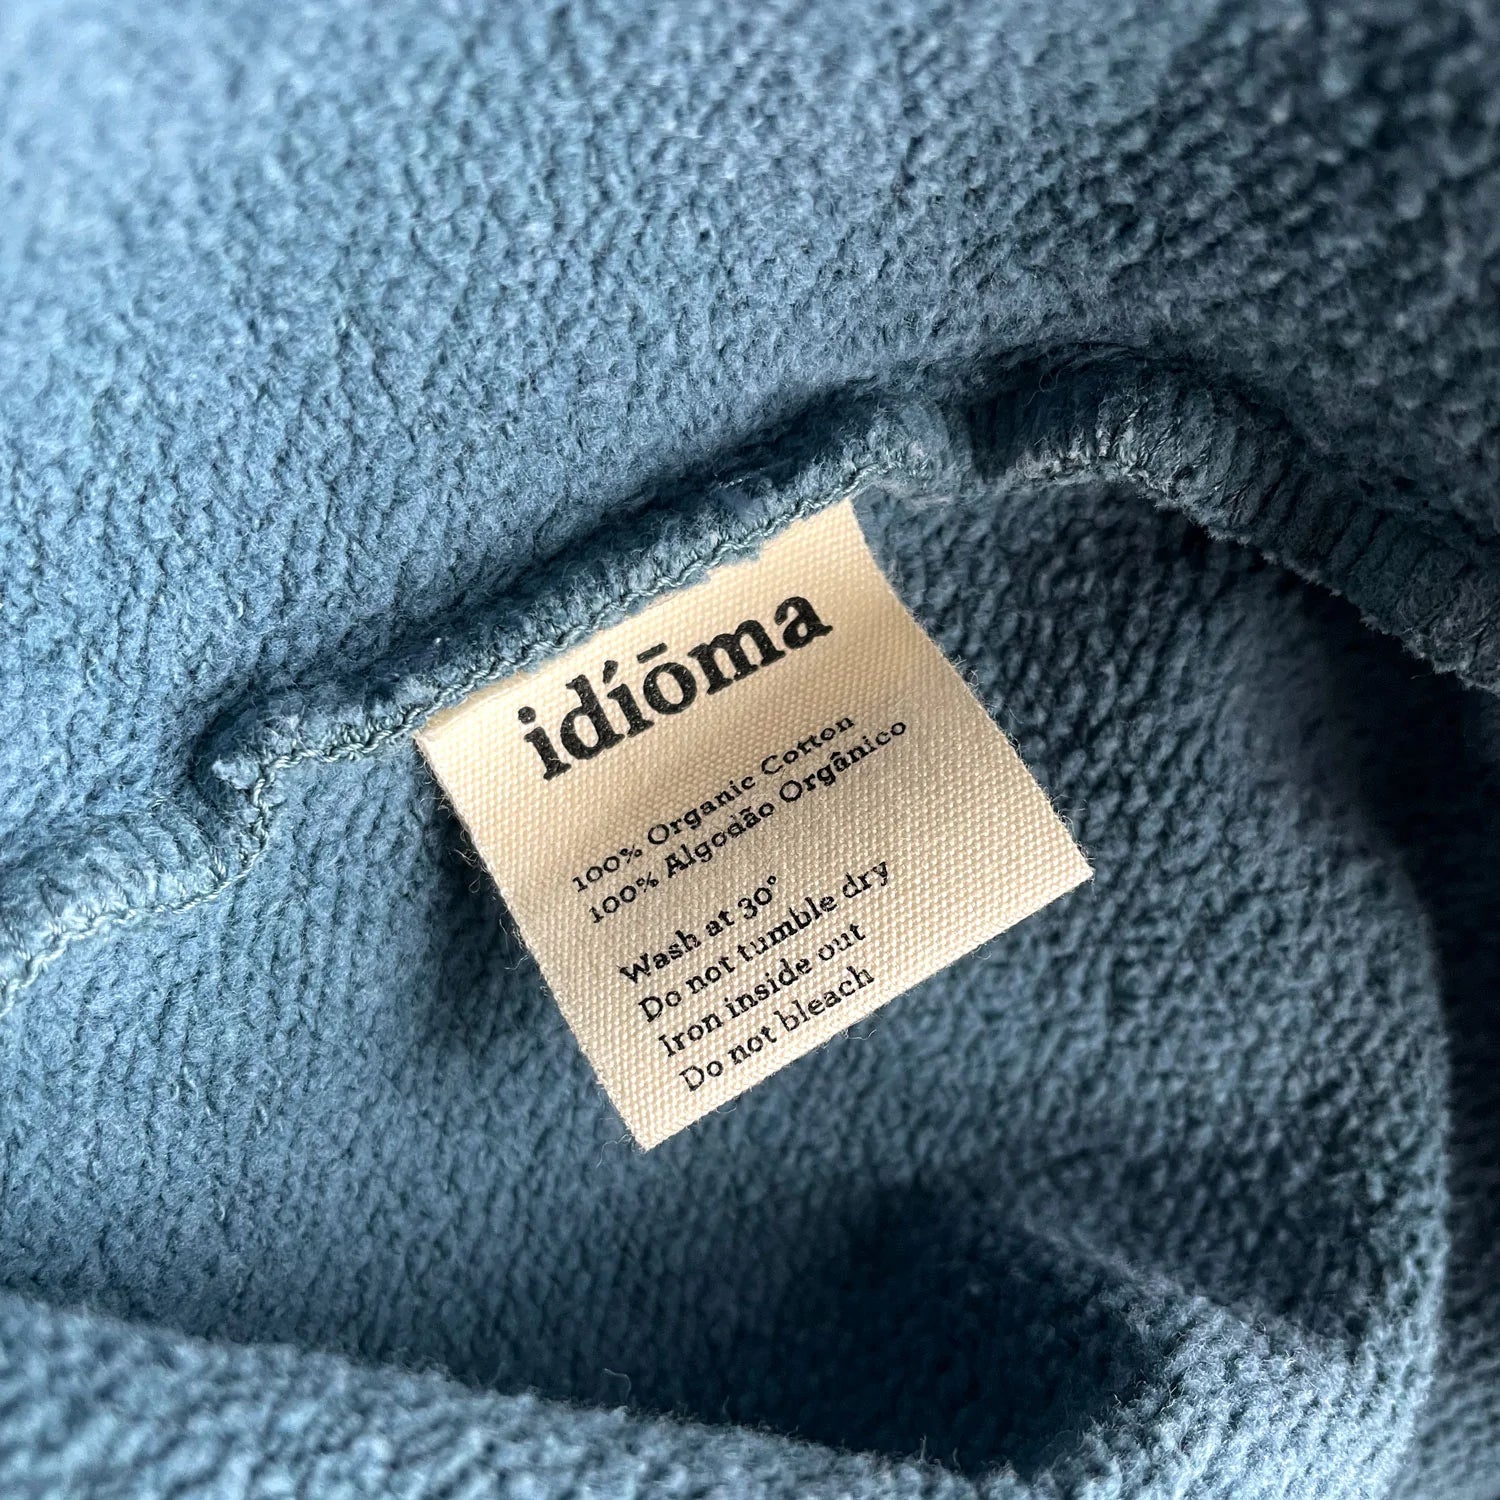 idíōma
100% Organic Cotton
100% Algodão Orgânico
Wash at 30°
Do not tumble dry
Iron inside out
Do not bleach